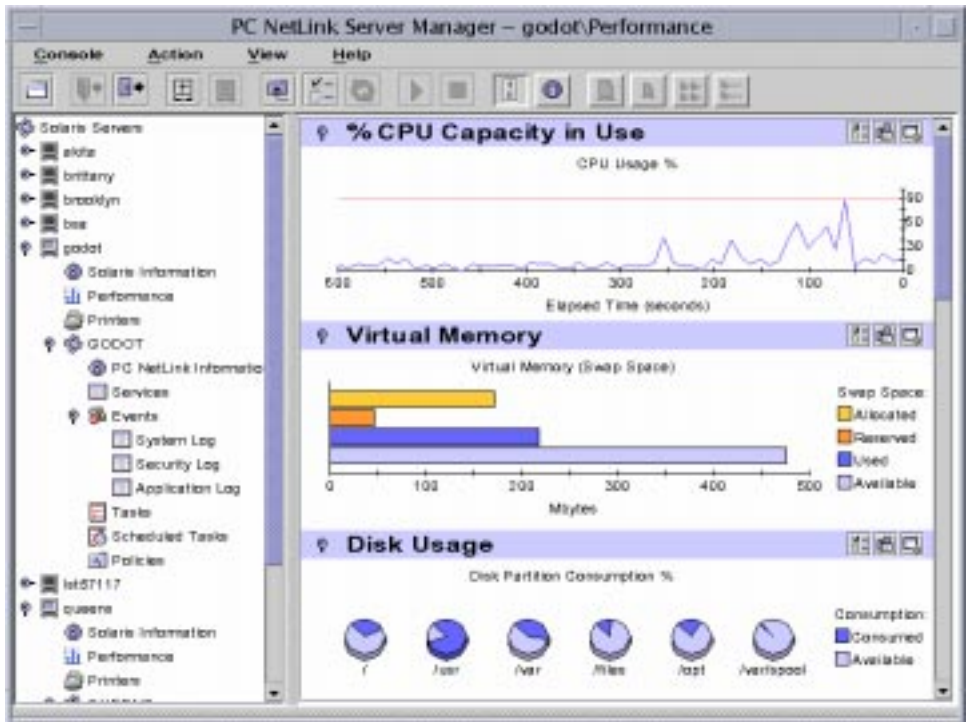 PC NetLink Server Manager – godot\Performance
Console Action View Help
Solaris Servers
akita
brittany
brooklyn
bsa
godot
Solaris Information
Performance
Printers
GODOT
PC NetLink Informatio
Services
Events
System Log
Security Log
Application Log
Tasks
Scheduled Tasks
Policies
queens
Solaris Information
Performance
Printers
% CPU Capacity in Use
CPU Usage %
90
60
30
0
600 500 400 300 200 100 0
Elapsed Time (seconds)
Virtual Memory
Virtual Memory (Swap Space)
Swap Space:
Allocated
Reserved
Used
Available
0 100 200 300 400 500
Mbytes
Disk Usage
Disk Partition Consumption %
Consumption:
Consumed
Available
/ /usr /var /files /opt /var/spool